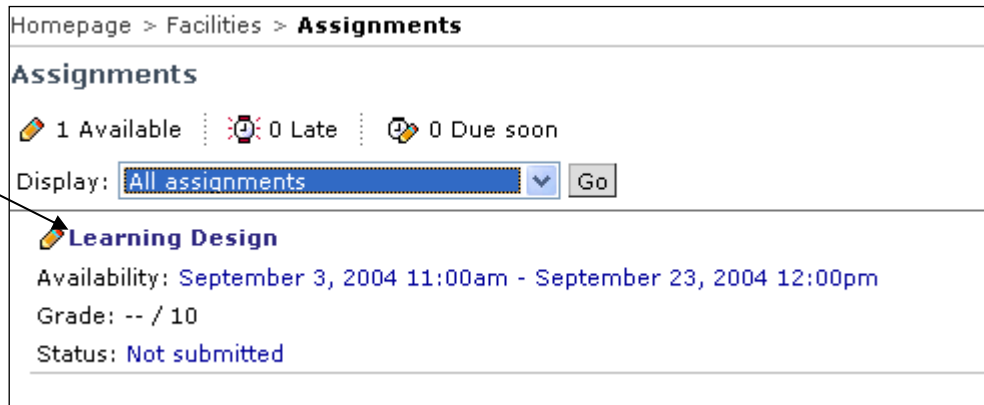 Homepage > Facilities > Assignments
Assignments
1 Available 0 Late 0 Due soon
Display: All assignments Go
Learning Design
Availability: September 3, 2004 11:00am - September 23, 2004 12:00pm
Grade: -- / 10
Status: Not submitted